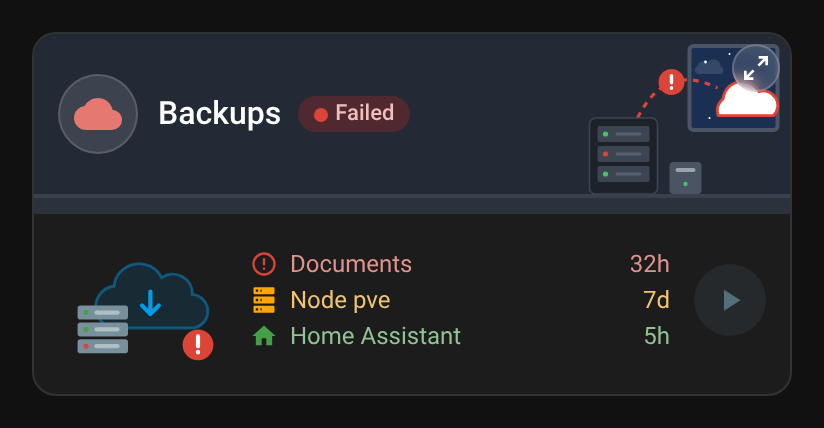 Backups
Failed
Documents 32h
Node pve 7d
Home Assistant 5h